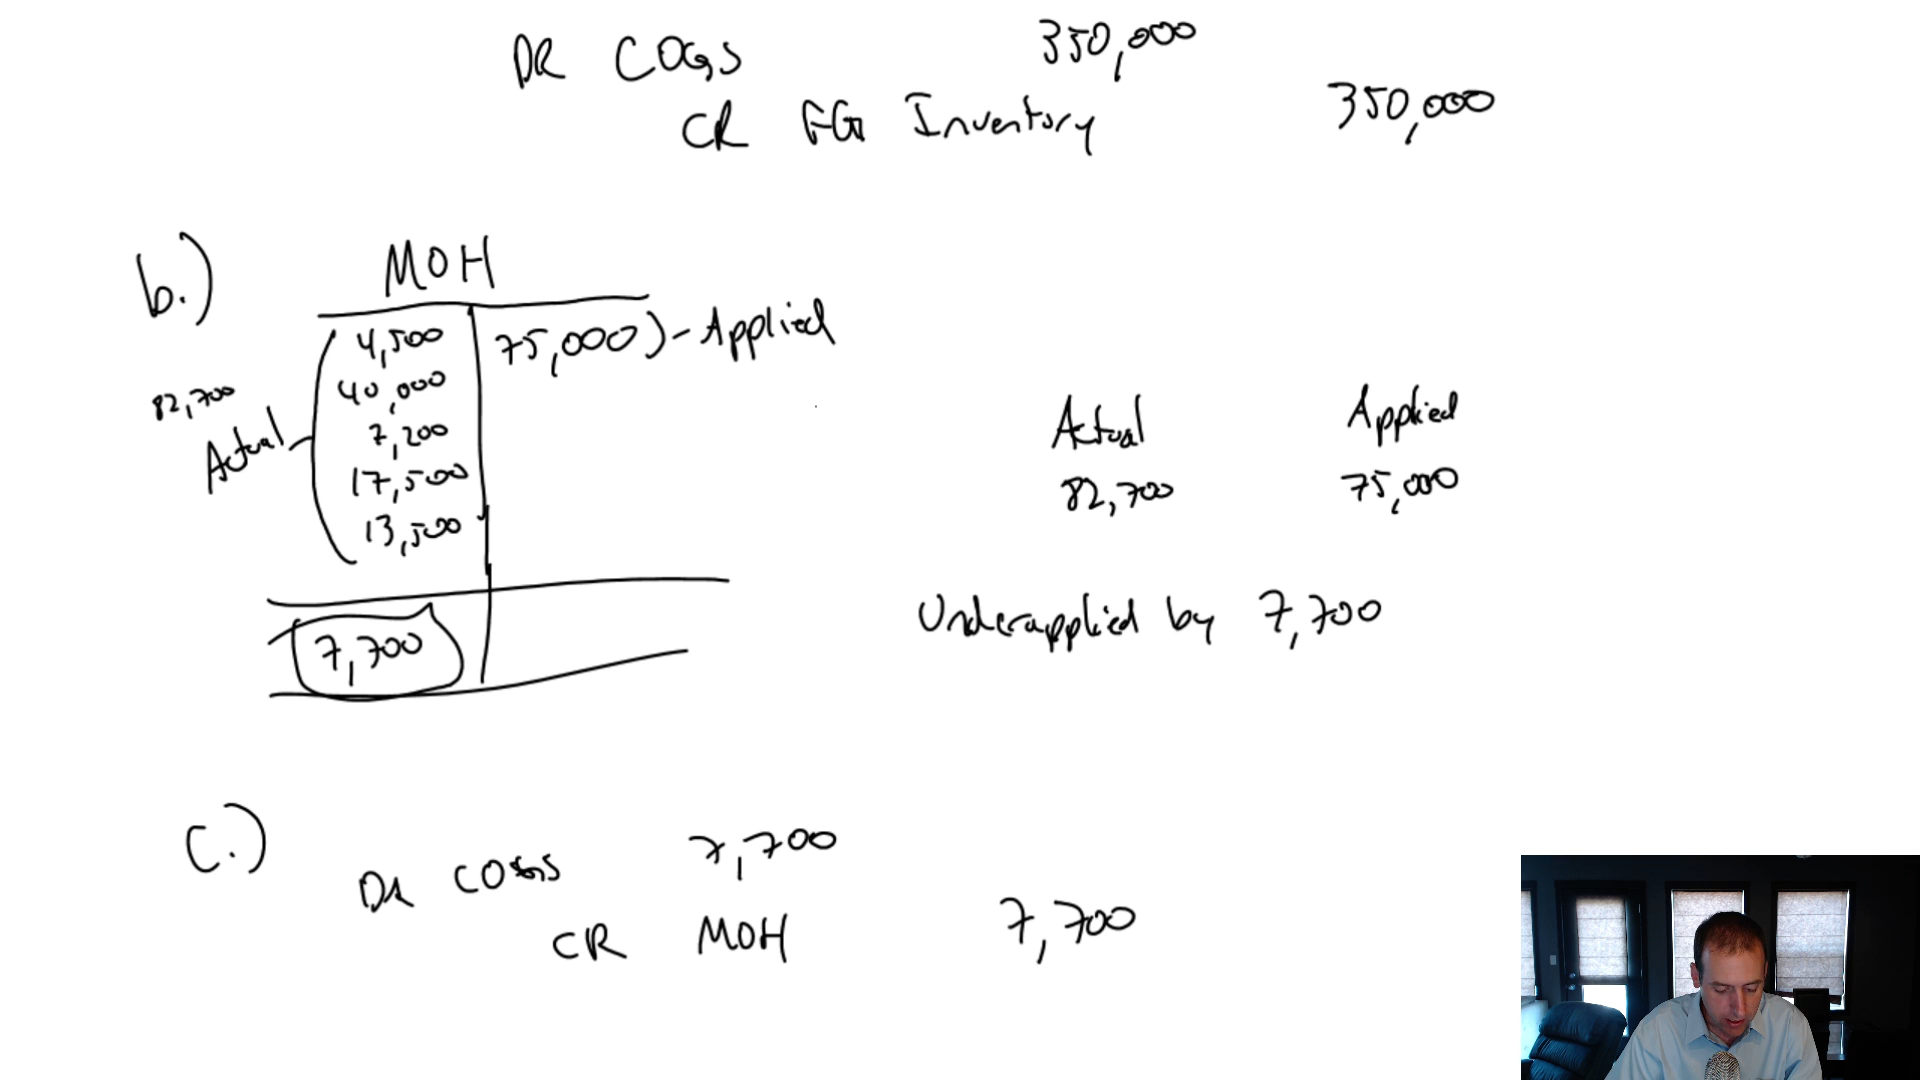 DR COGS 350,000
CR FG Inventory 350,000
b.)
MOH
4,500 75,000) - Applied
40,000
82,700
7,200
Actual
17,500
13,500
7,700
Actual Applied
82,700 75,000
Underapplied by 7,700
c.)
DR COGS 7,700
CR MOH 7,700